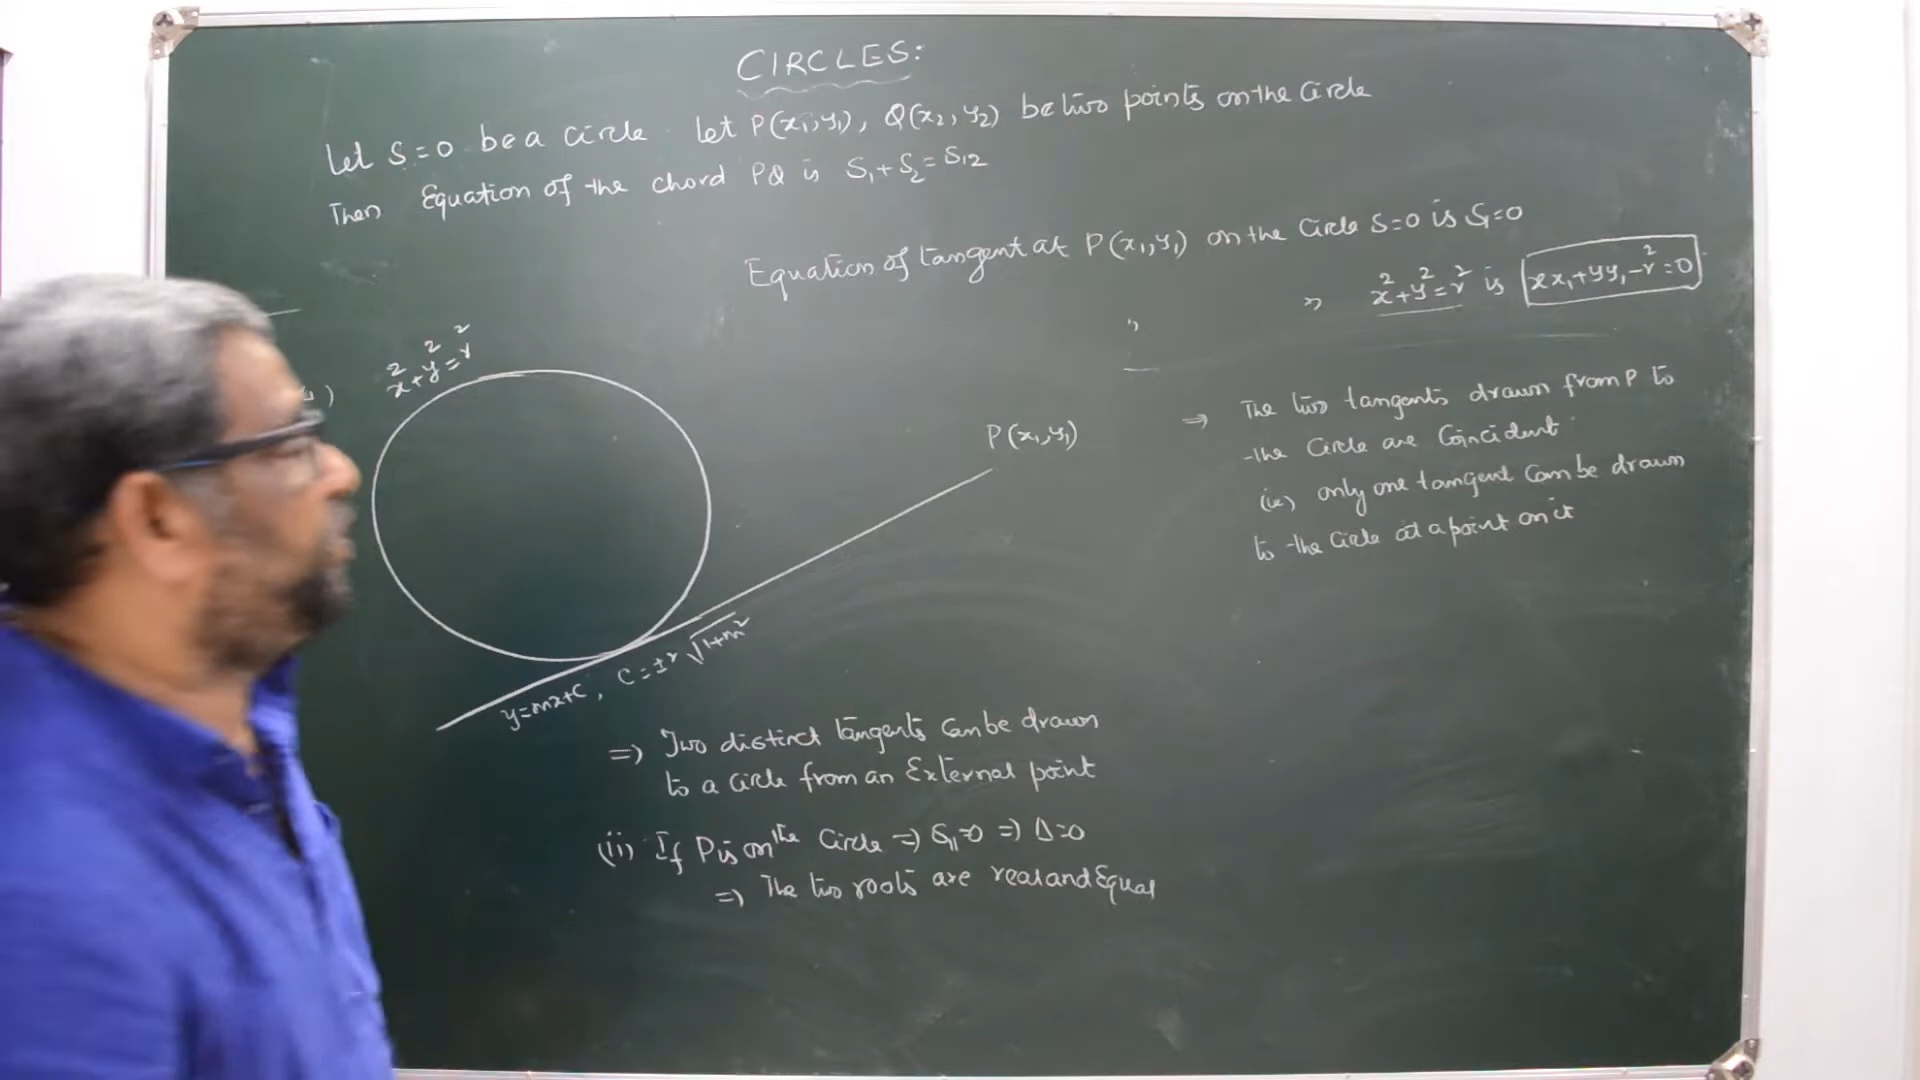 CIRCLES:
Let S=0 be a circle. Let P(x₁,y₁), Q(x₂,y₂) be two points on the circle
Then Equation of the chord PQ is S₁+S₂=S₁₂
Equation of tangent at P(x₁,y₁) on the Circle S=0 is S₁=0
" " x²+y²=r² is xx₁+yy₁-r²=0
x²+y²=r²
P(x₁,y₁)
y=mx+c, C=±r√1+m²
=) Two distinct tangents can be drawn
to a circle from an External point
(ii) If P is on the Circle =) S₁₁=0 =) Δ=0
=) The two roots are real and Equal
⇒ The two tangents drawn from P to
the Circle are Coincident.
(ie) only one tangent can be drawn
to the Circle at a point on it